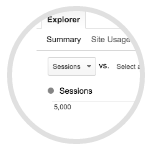 Explorer
Summary Site Usage
Sessions VS. Select a
Sessions
5,000